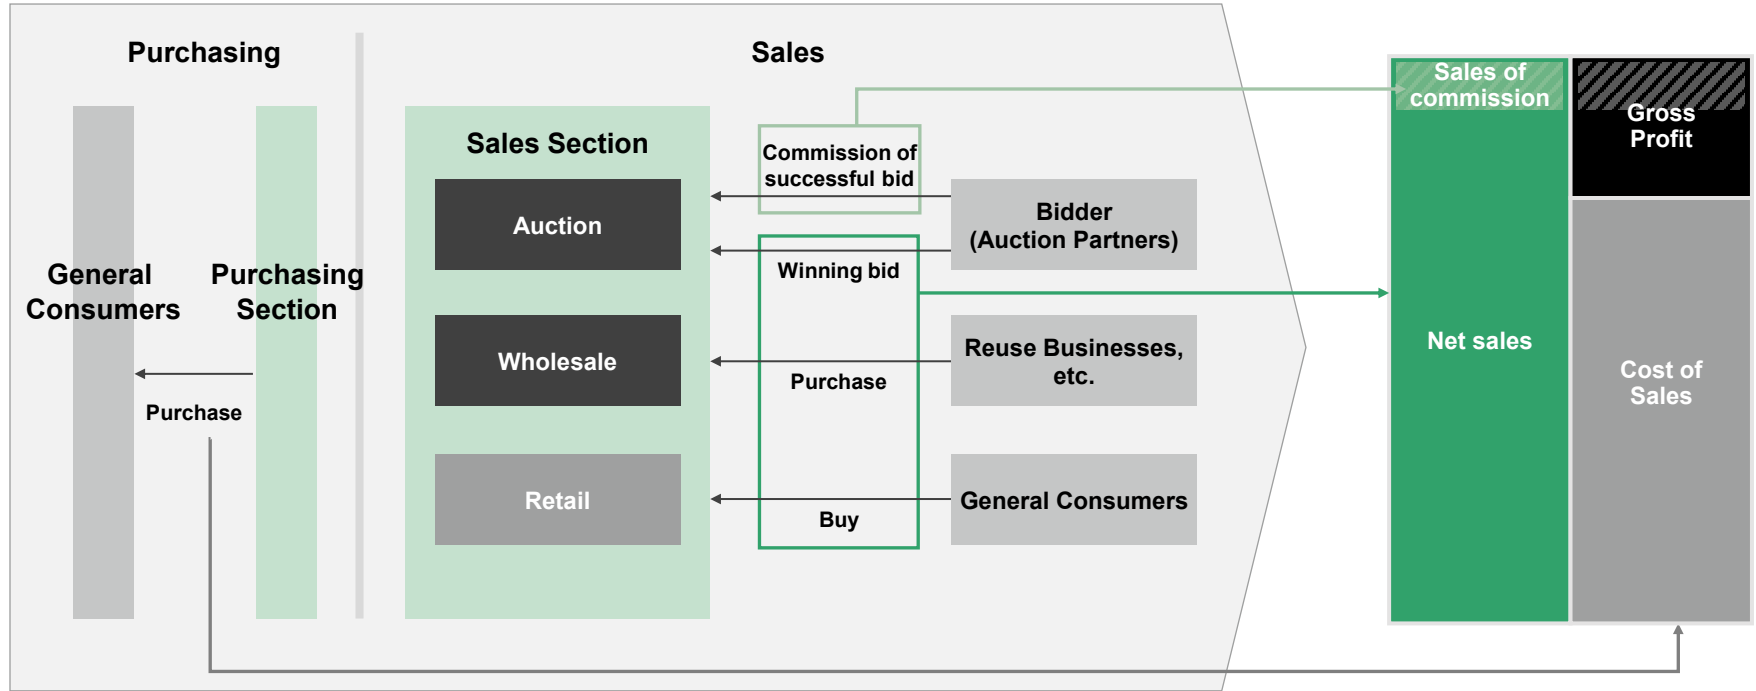 Purchasing
Sales
General
Consumers
Purchasing
Section
Purchase
Sales Section
Auction
Wholesale
Retail
Commission of
successful bid
Winning bid
Purchase
Buy
Bidder
(Auction Partners)
Reuse Businesses,
etc.
General Consumers
Sales of
commission
Net sales
Gross
Profit
Cost of
Sales